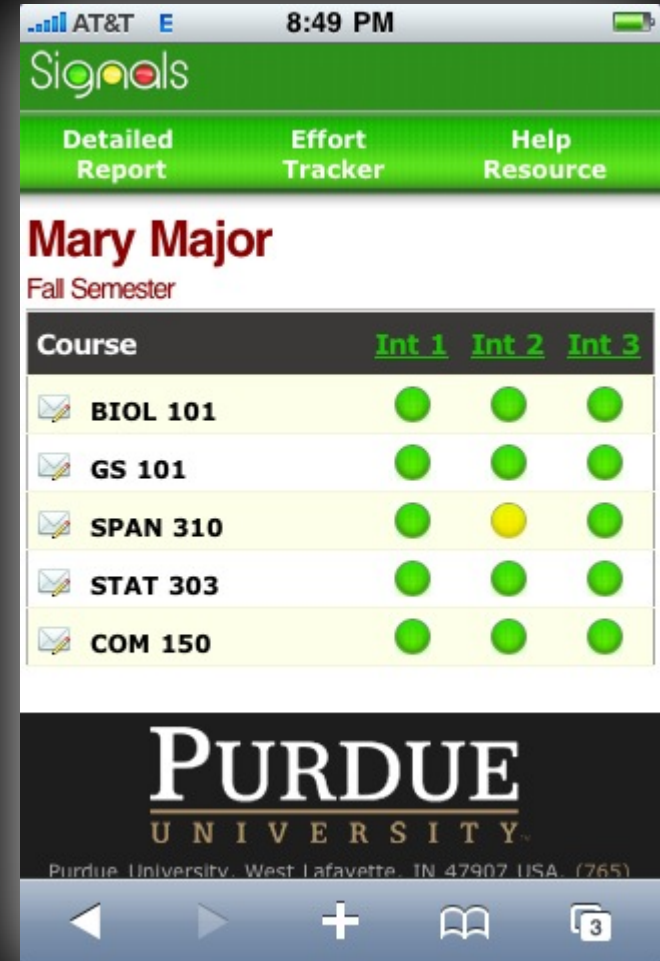 AT&T E 8:49 PM
Signals
Detailed Report Effort Tracker Help Resource
Mary Major
Fall Semester
Course Int 1 Int 2 Int 3
BIOL 101
GS 101
SPAN 310
STAT 303
COM 150
PURDUE
UNIVERSITY
Purdue University, West Lafayette, IN 47907 USA, (765)
3